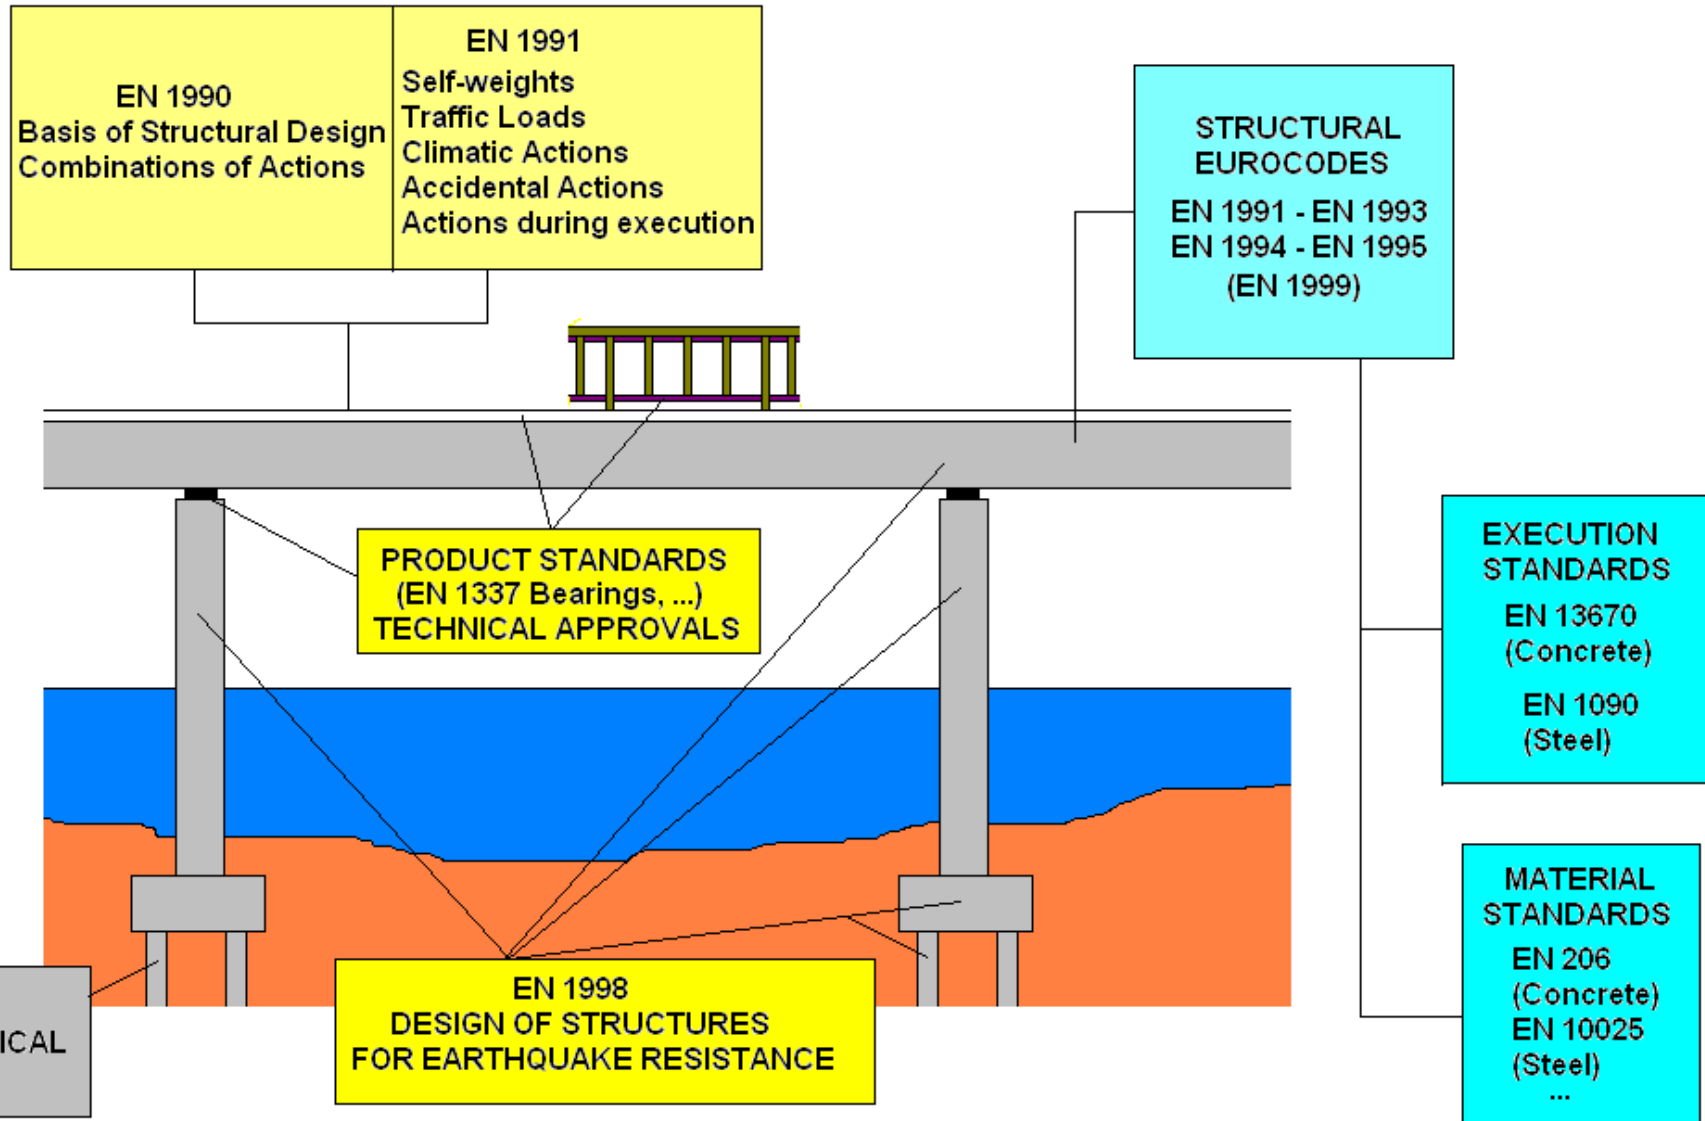 EN 1990
Basis of Structural Design
Combinations of Actions
EN 1991
Self-weights
Traffic Loads
Climatic Actions
Accidental Actions
Actions during execution
STRUCTURAL
EUROCODES
EN 1991 - EN 1993
EN 1994 - EN 1995
(EN 1999)
PRODUCT STANDARDS
(EN 1337 Bearings, ...)
TECHNICAL APPROVALS
EXECUTION
STANDARDS
EN 13670
(Concrete)
EN 1090
(Steel)
MATERIAL
STANDARDS
EN 206
(Concrete)
EN 10025
(Steel)
...
EN 1998
DESIGN OF STRUCTURES
FOR EARTHQUAKE RESISTANCE
ICAL